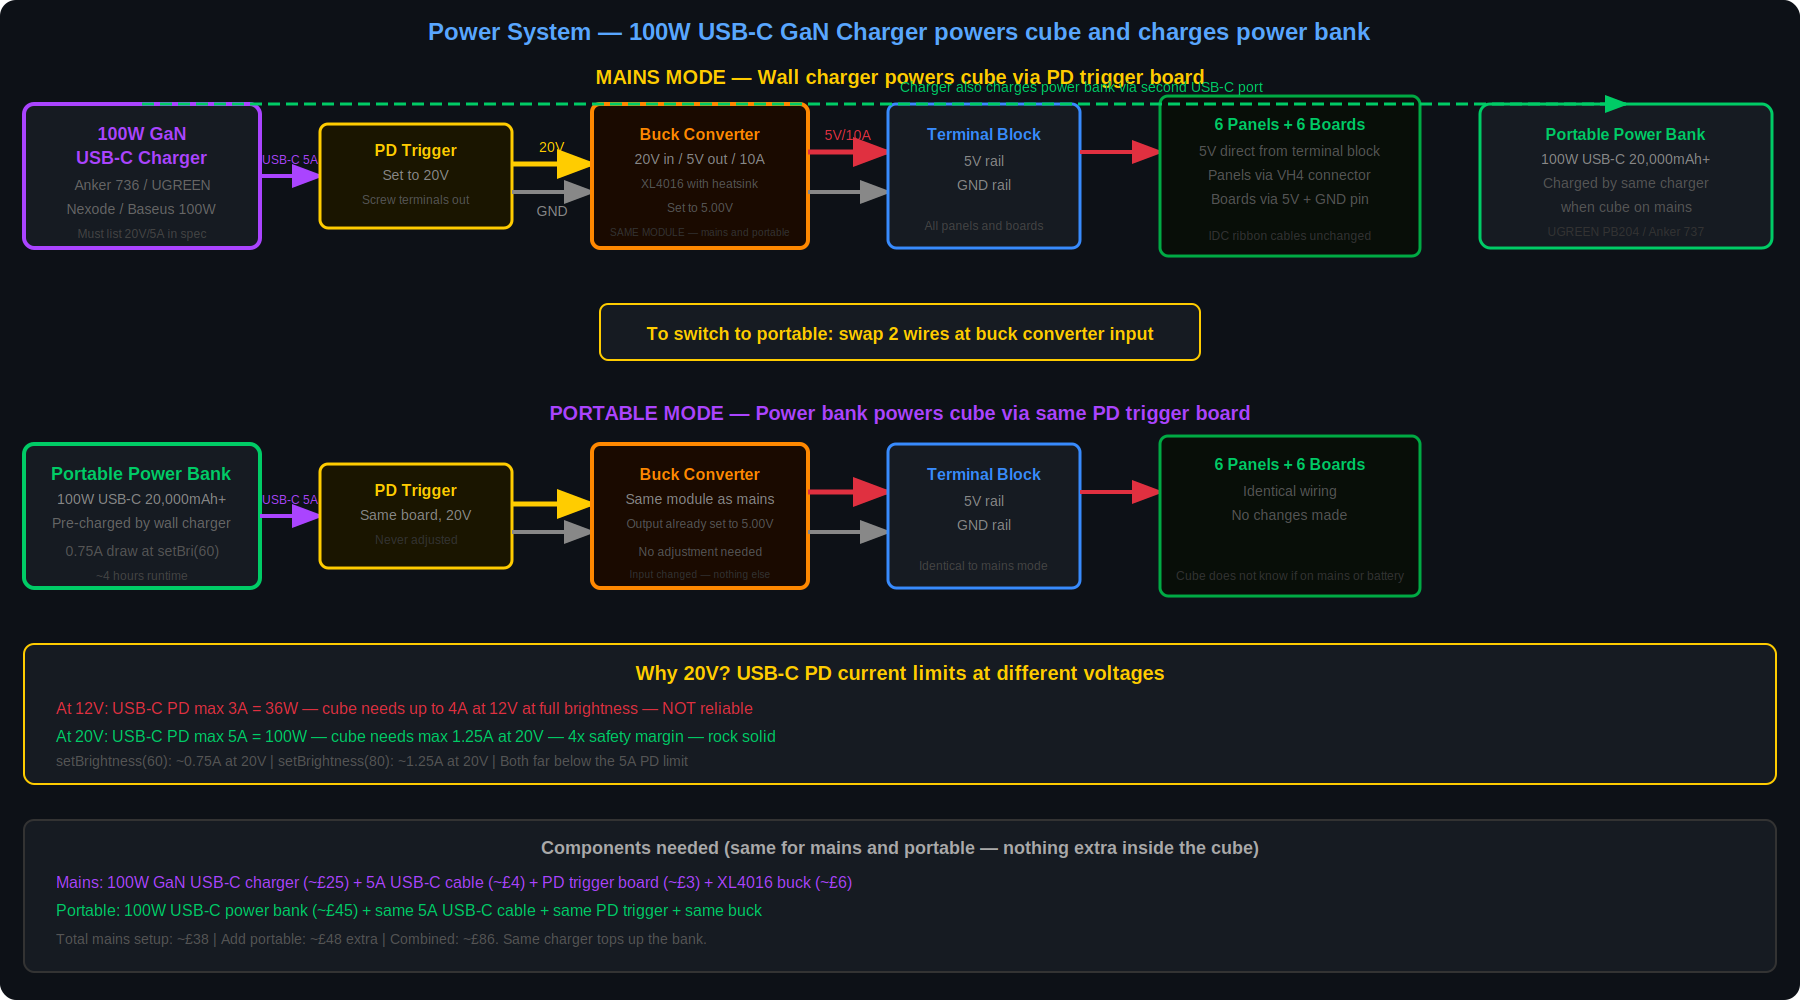 Power System — 100W USB-C GaN Charger powers cube and charges power bank
MAINS MODE — Wall charger powers cube via PD trigger board
Charger also charges power bank via second USB-C port
100W GaN
USB-C Charger
Anker 736 / UGREEN
Nexode / Baseus 100W
Must list 20V/5A in spec
USB-C 5A
PD Trigger
Set to 20V
Screw terminals out
20V
GND
Buck Converter
20V in / 5V out / 10A
XL4016 with heatsink
Set to 5.00V
SAME MODULE — mains and portable
5V/10A
Terminal Block
5V rail
GND rail
All panels and boards
6 Panels + 6 Boards
5V direct from terminal block
Panels via VH4 connector
Boards via 5V + GND pin
IDC ribbon cables unchanged
Portable Power Bank
100W USB-C 20,000mAh+
Charged by same charger
when cube on mains
UGREEN PB204 / Anker 737
To switch to portable: swap 2 wires at buck converter input
PORTABLE MODE — Power bank powers cube via same PD trigger board
Portable Power Bank
100W USB-C 20,000mAh+
Pre-charged by wall charger
0.75A draw at setBri(60)
~4 hours runtime
USB-C 5A
PD Trigger
Same board, 20V
Never adjusted
Buck Converter
Same module as mains
Output already set to 5.00V
No adjustment needed
Input changed — nothing else
Terminal Block
5V rail
GND rail
Identical to mains mode
6 Panels + 6 Boards
Identical wiring
No changes made
Cube does not know if on mains or battery
Why 20V? USB-C PD current limits at different voltages
At 12V: USB-C PD max 3A = 36W — cube needs up to 4A at 12V at full brightness — NOT reliable
At 20V: USB-C PD max 5A = 100W — cube needs max 1.25A at 20V — 4x safety margin — rock solid
setBrightness(60): ~0.75A at 20V | setBrightness(80): ~1.25A at 20V | Both far below the 5A PD limit
Components needed (same for mains and portable — nothing extra inside the cube)
Mains: 100W GaN USB-C charger (~£25) + 5A USB-C cable (~£4) + PD trigger board (~£3) + XL4016 buck (~£6)
Portable: 100W USB-C power bank (~£45) + same 5A USB-C cable + same PD trigger + same buck
Total mains setup: ~£38 | Add portable: ~£48 extra | Combined: ~£86. Same charger tops up the bank.